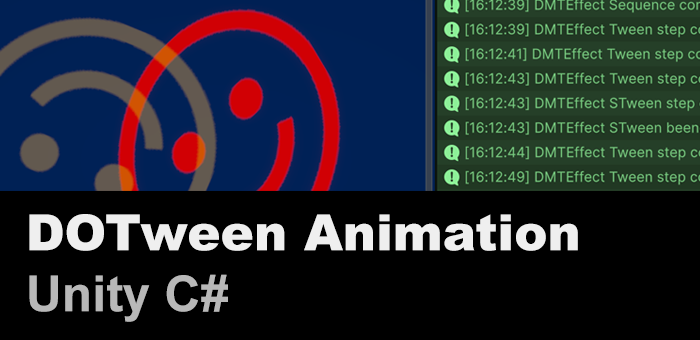 [16:12:39] DMTEffect Sequence con
[16:12:39] DMTEffect Tween step co
[16:12:41] DMTEffect Tween step co
[16:12:43] DMTEffect Tween step co
[16:12:43] DMTEffect STween step
[16:12:43] DMTEffect STween been
[16:12:44] DMTEffect Tween step co
[16:12:49] DMTEffect Tween step co
DOTween Animation
Unity C#